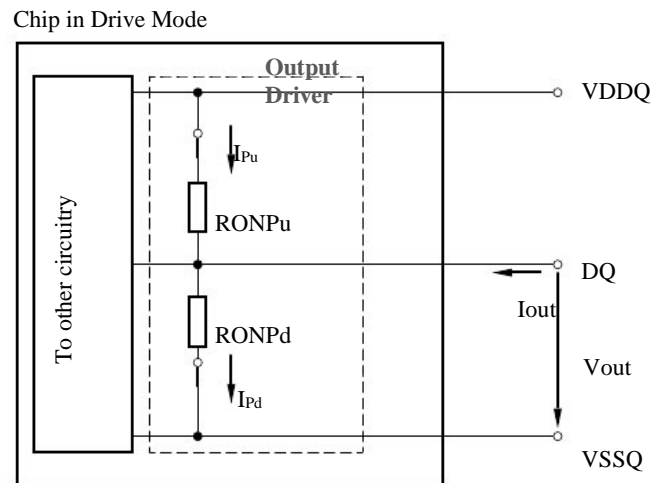 Chip in Drive Mode
Output
Driver
VDDQ
IPu
RONPu
To other circuitry
DQ
Iout
RONPd
Vout
IPd
VSSQ